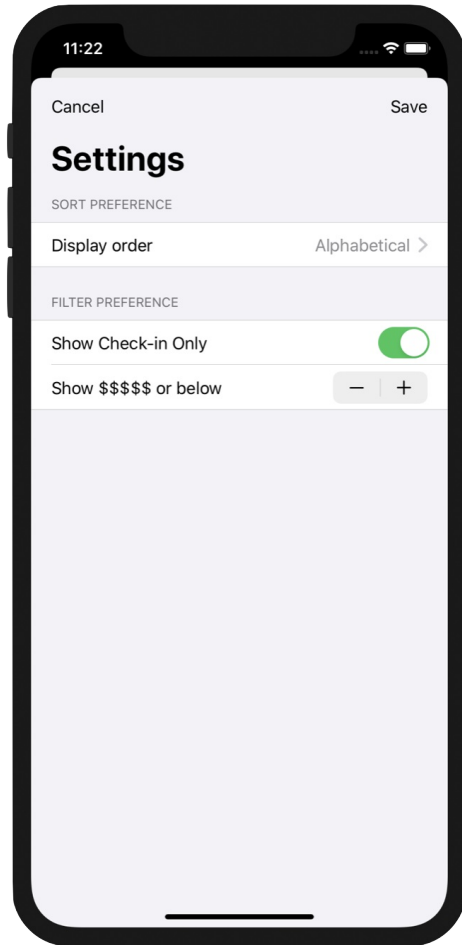 11:22
Cancel Save
Settings
SORT PREFERENCE
Display order Alphabetical
FILTER PREFERENCE
Show Check-in Only
Show $$$$$ or below − +